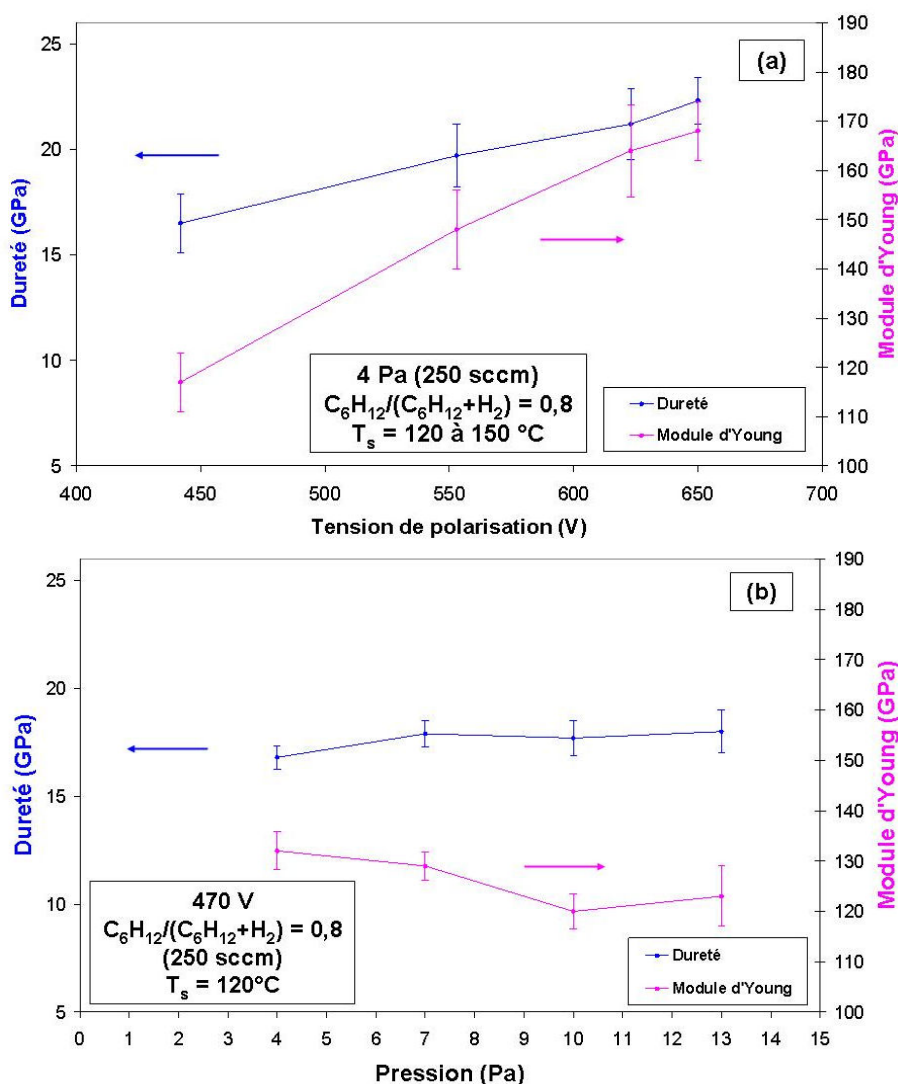 (a)
25
20
15
10
5
Dureté (GPa)
190
180
170
160
150
140
130
120
110
100
Module d'Young (GPa)
4 Pa (250 sccm)
C₆H₁₂/(C₆H₁₂+H₂) = 0,8
Tₛ = 120 à 150 °C
Dureté
Module d'Young
400 450 500 550 600 650 700
Tension de polarisation (V)
(b)
25
20
15
10
5
Dureté (GPa)
190
180
170
160
150
140
130
120
110
100
Module d'Young (GPa)
470 V
C₆H₁₂/(C₆H₁₂+H₂) = 0,8
(250 sccm)
Tₛ = 120°C
Dureté
Module d'Young
0 1 2 3 4 5 6 7 8 9 10 11 12 13 14 15
Pression (Pa)